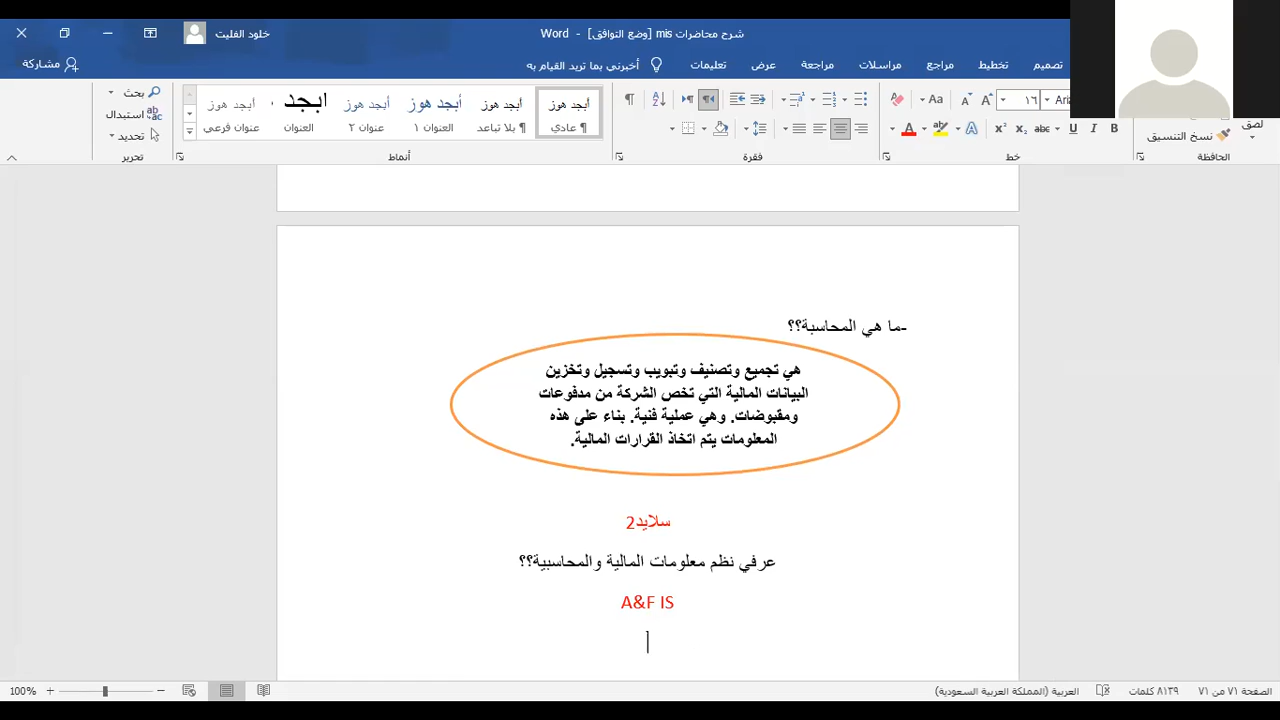 خلود الفليت
شرح محاضرات mis [وضع التوافق] - Word
تصميم
تخطيط
مراجع
مراسلات
مراجعة
عرض
تعليمات
أخبرني بما تريد القيام به
مشاركة
لصق
نسخ التنسيق
الحافظة
١٦
خط
فقرة
أبجد هوز
¶ عادي
أبجد هوز
¶ بلا تباعد
أبجد هوز
العنوان ١
أبجد هوز
عنوان ٢
أبجد
العنوان
أبجد هوز
عنوان فرعي
أنماط
بحث
استبدال
تحديد
تحرير
-ما هي المحاسبة؟؟
هي تجميع وتصنيف وتبويب وتسجيل وتخزين
البيانات المالية التي تخص الشركة من مدفوعات
ومقبوضات. وهي عملية فنية. بناء على هذه
المعلومات يتم اتخاذ القرارات المالية.
سلايد2
عرفي نظم معلومات المالية والمحاسبية؟؟
A&F IS
الصفحة ٧١ من ٧١
٨١٣٩ كلمات
العربية (المملكة العربية السعودية)
100%